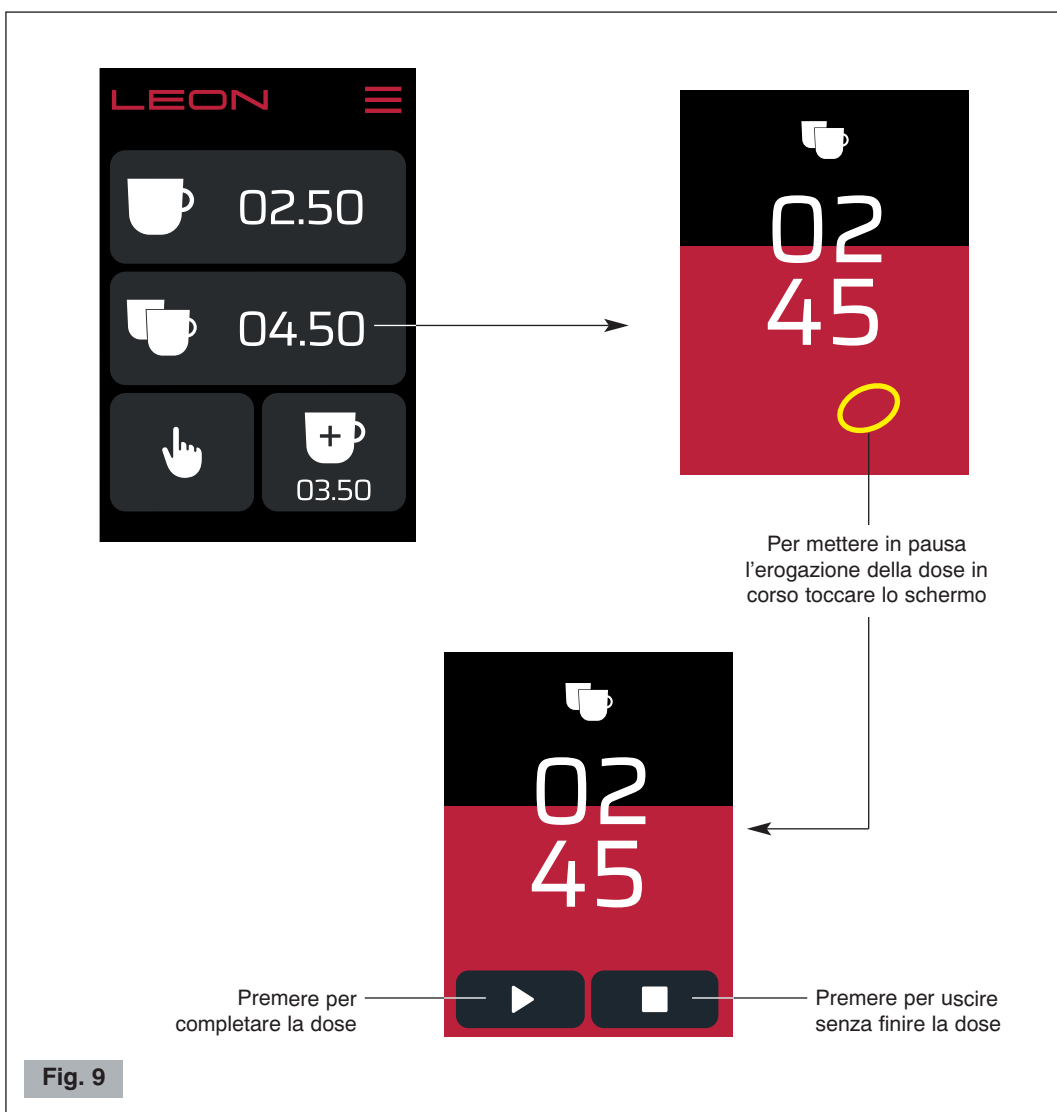 LEON
02.50
04.50
03.50
02
45
Per mettere in pausa
l'erogazione della dose in
corso toccare lo schermo
02
45
Premere per
completare la dose
Premere per uscire
senza finire la dose
Fig. 9